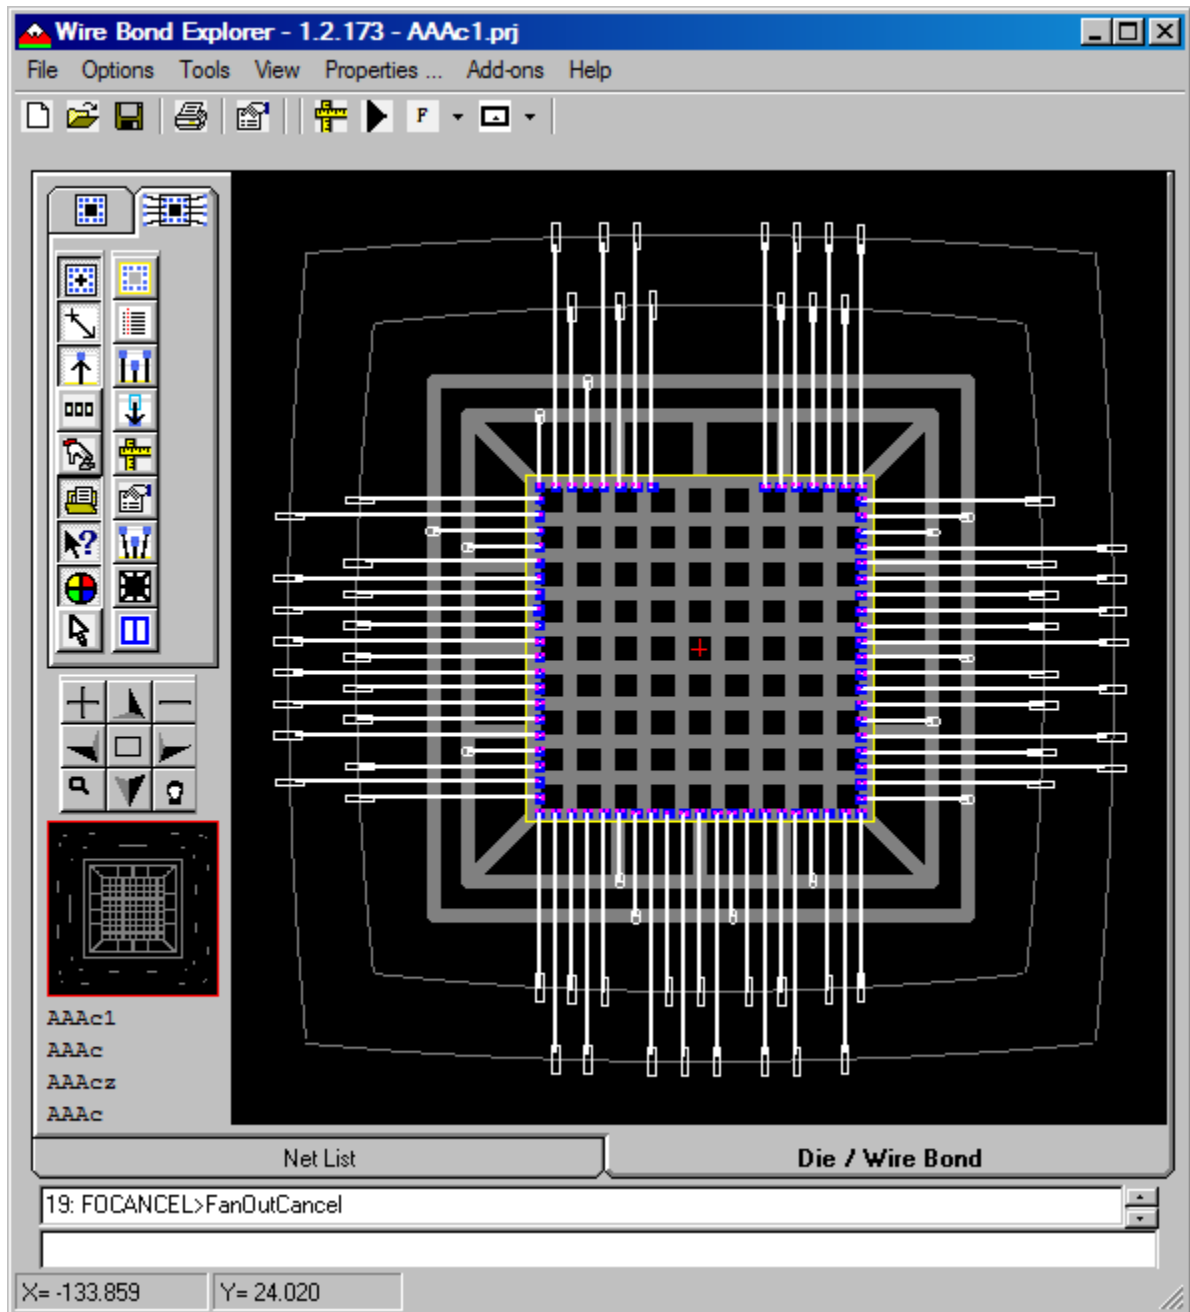 Wire Bond Explorer - 1.2.173 - AAAc1.prj
File Options Tools View Properties ... Add-ons Help
F
?
AAAc1
AAAc
AAAcz
AAAc
Net List Die / Wire Bond
19: FOCANCEL>FanOutCancel
X= -133.859 Y= 24.020